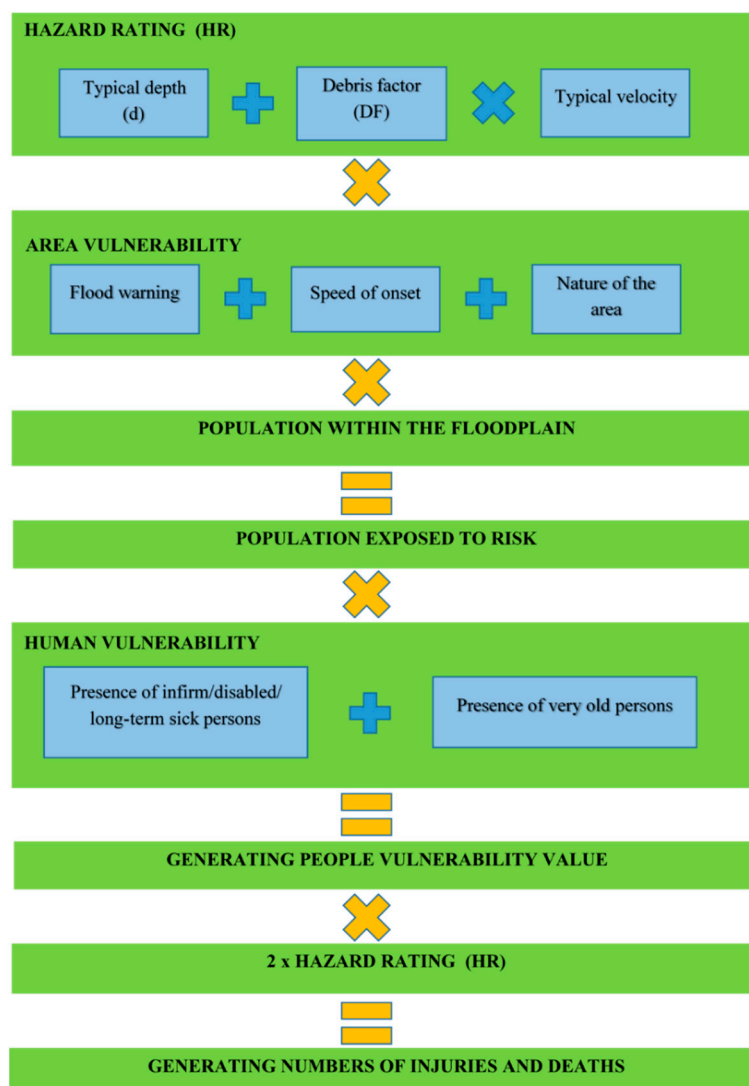 HAZARD RATING (HR)
Typical depth
(d)
Debris factor
(DF)
Typical velocity
AREA VULNERABILITY
Flood warning
Speed of onset
Nature of the
area
POPULATION WITHIN THE FLOODPLAIN
POPULATION EXPOSED TO RISK
HUMAN VULNERABILITY
Presence of infirm/disabled/
long-term sick persons
Presence of very old persons
GENERATING PEOPLE VULNERABILITY VALUE
2 x HAZARD RATING (HR)
GENERATING NUMBERS OF INJURIES AND DEATHS